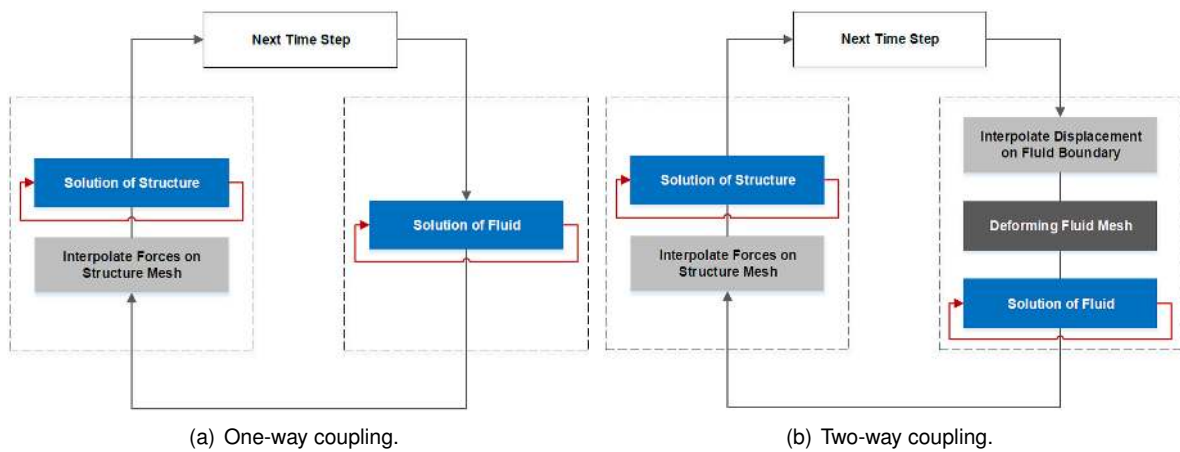 Next Time Step
Solution of Structure
Interpolate Forces on
Structure Mesh
Solution of Fluid
(a) One-way coupling.
Next Time Step
Solution of Structure
Interpolate Forces on
Structure Mesh
Interpolate Displacement
on Fluid Boundary
Deforming Fluid Mesh
Solution of Fluid
(b) Two-way coupling.